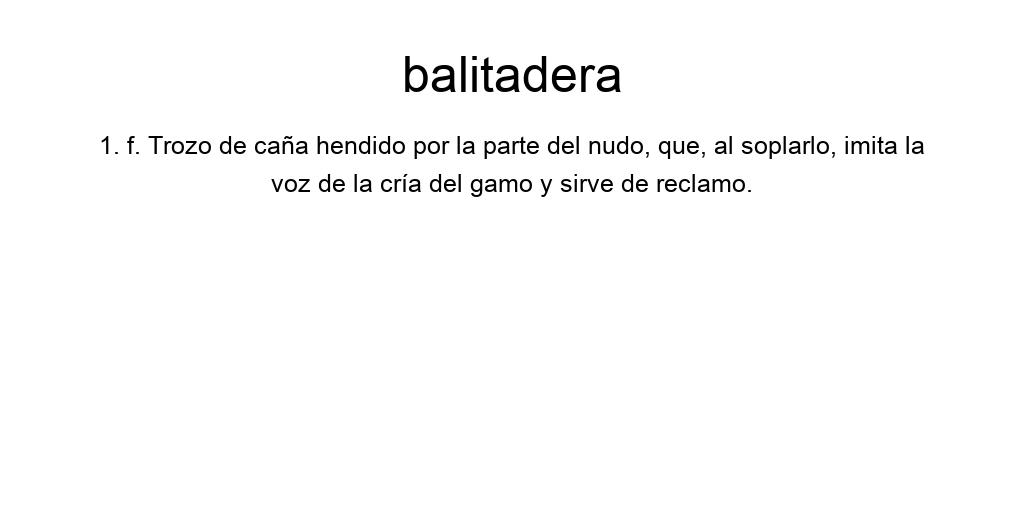 balitadera
1. f. Trozo de caña hendido por la parte del nudo, que, al soplarlo, imita la
voz de la cría del gamo y sirve de reclamo.